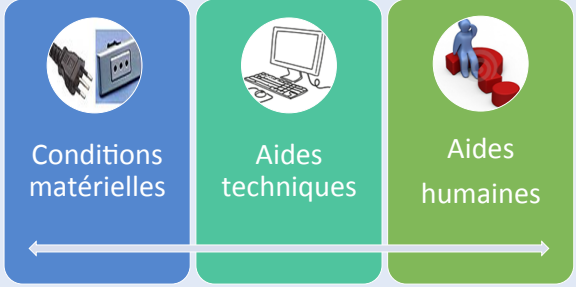 Conditions
matérielles
Aides
techniques
Aides
humaines